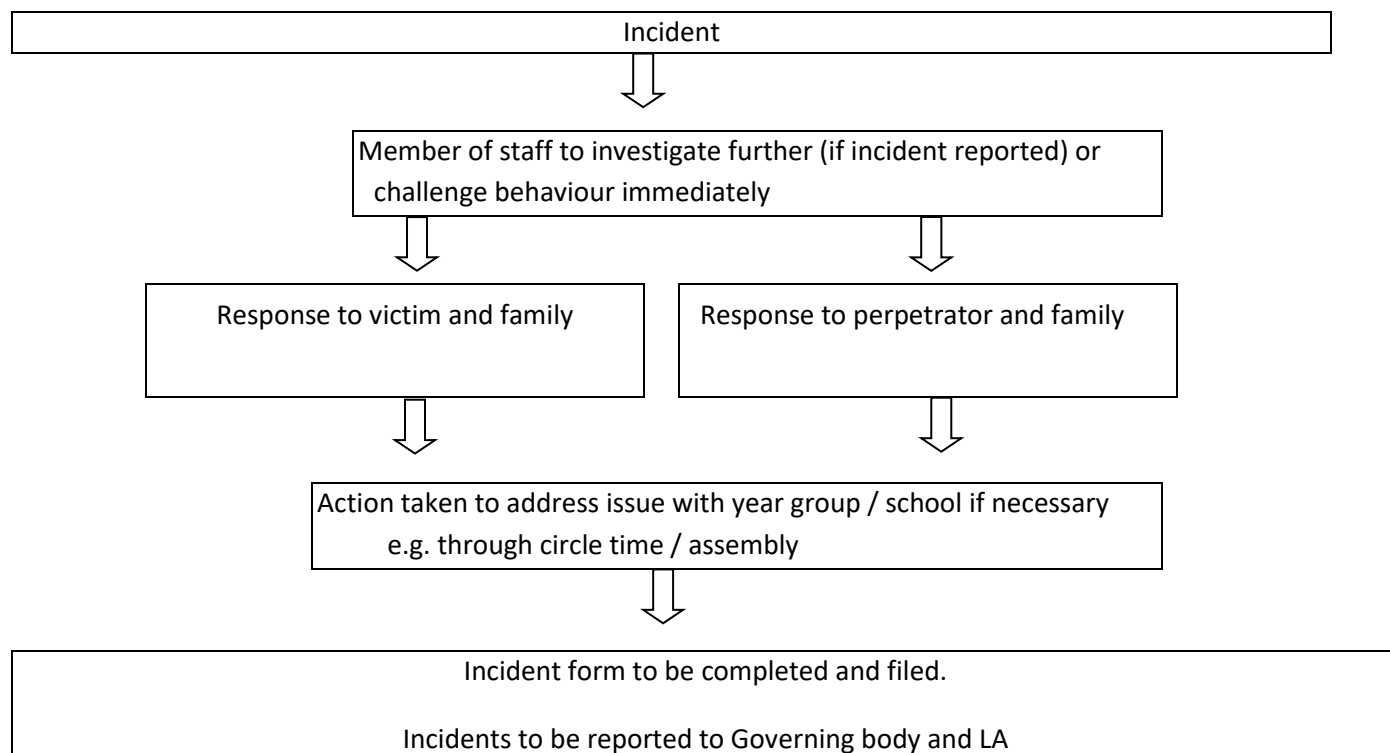 Incident
Member of staff to investigate further (if incident reported) or
challenge behaviour immediately
Response to victim and family
Response to perpetrator and family
Action taken to address issue with year group / school if necessary
e.g. through circle time / assembly
Incident form to be completed and filed.
Incidents to be reported to Governing body and LA